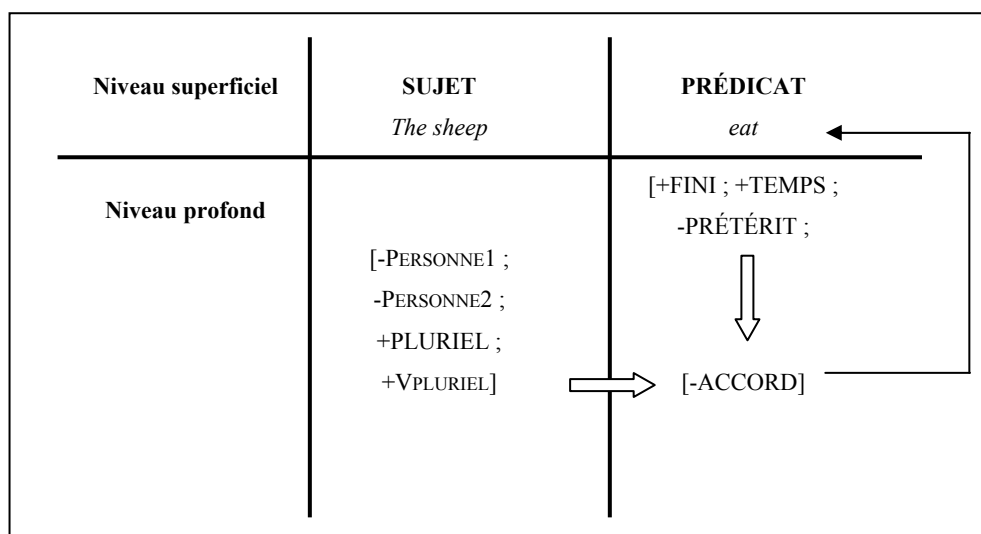 Niveau superficiel
SUJET
The sheep
PRÉDICAT
eat
Niveau profond
[-PERSONNE1 ;
-PERSONNE2 ;
+PLURIEL ;
+VPLURIEL]
[+FINI ; +TEMPS ;
-PRÉTÉRIT ;
[-ACCORD]